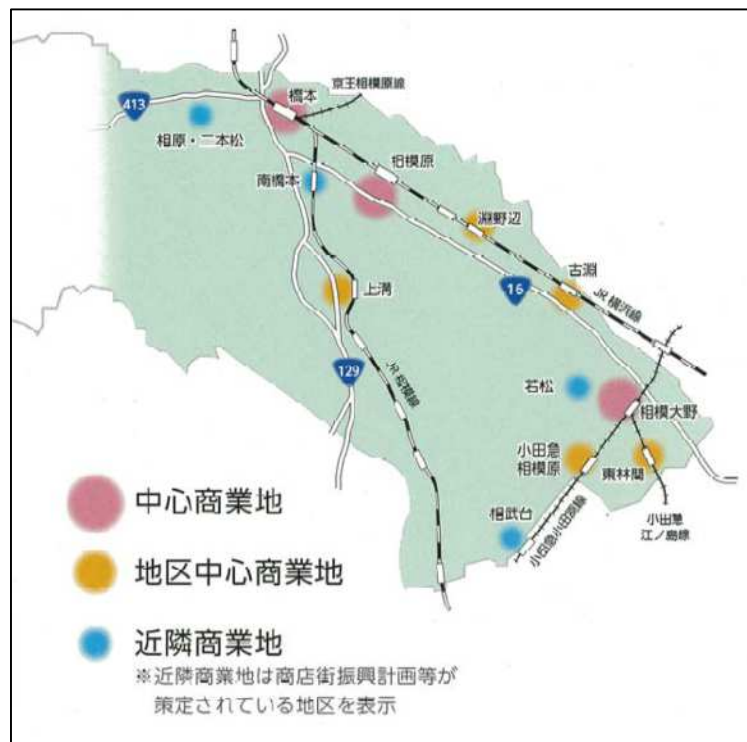 413
橋本
京王相模原線
相原・二本松
相模原
南橋本
淵野辺
古淵
上溝
16
JR 横浜線
129
JR 相模線
若松
相模大野
小田急
相模原
東林間
相武台
小田急小田原線
小田急
江ノ島線
中心商業地
地区中心商業地
近隣商業地
※近隣商業地は商店街振興計画等が
策定されている地区を表示